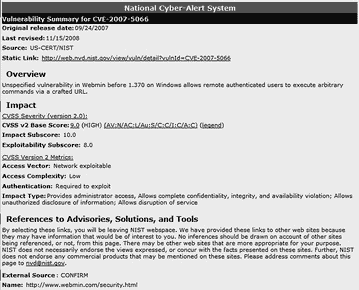 National Cyber-Alert System
Vulnerability Summary for CVE-2007-5066
Original release date: 09/24/2007
Last revised: 11/15/2008
Source: US-CERT/NIST
Static Link: http://web.nvd.nist.gov/view/vuln/detail?vulnId=CVE-2007-5066
Overview
Unspecified vulnerability in Webmin before 1.370 on Windows allows remote authenticated users to execute arbitrary
commands via a crafted URL.
Impact
CVSS Severity (version 2.0):
CVSS v2 Base Score: 9.0 (HIGH) (AV:N/AC:L/Au:S/C:C/I:C/A:C) (legend)
Impact Subscore: 10.0
Exploitability Subscore: 8.0
CVSS Version 2 Metrics:
Access Vector: Network exploitable
Access Complexity: Low
Authentication: Required to exploit
Impact Type: Provides administrator access, Allows complete confidentiality, integrity, and availability violation; Allows
unauthorized disclosure of information; Allows disruption of service
References to Advisories, Solutions, and Tools
By selecting these links, you will be leaving NIST webspace. We have provided these links to other web sites because
they may have information that would be of interest to you. No inferences should be drawn on account of other sites
being referenced, or not, from this page. There may be other web sites that are more appropriate for your purpose.
NIST does not necessarily endorse the views expressed, or concur with the facts presented on these sites. Further, NIST
does not endorse any commercial products that may be mentioned on these sites. Please address comments about this
page to nvd@nist.gov.
External Source : CONFIRM
Name: http://www.webmin.com/security.html